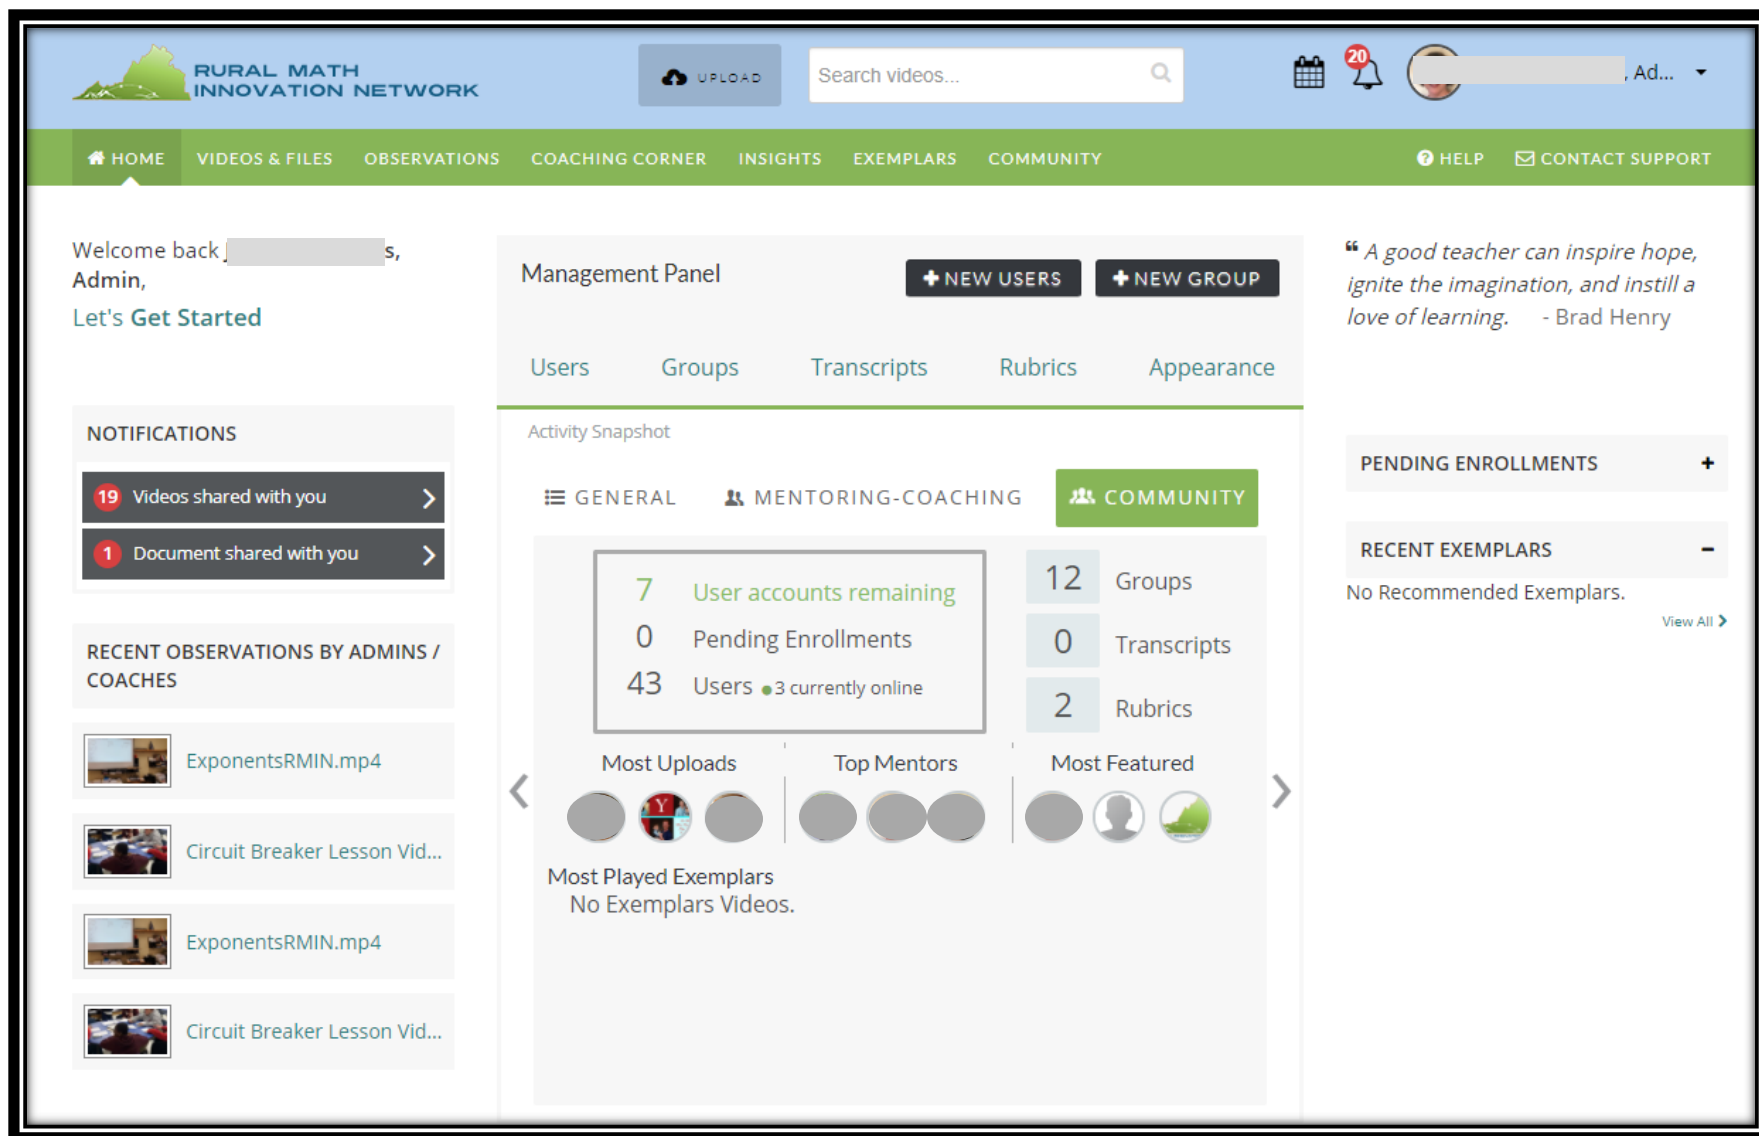 RURAL MATH
INNOVATION NETWORK
UPLOAD
Search videos...
20
, Ad...
HOME
VIDEOS & FILES
OBSERVATIONS
COACHING CORNER
INSIGHTS
EXEMPLARS
COMMUNITY
HELP
CONTACT SUPPORT
Welcome back J s,
Admin,
Let's Get Started
NOTIFICATIONS
19 Videos shared with you
1 Document shared with you
RECENT OBSERVATIONS BY ADMINS /
COACHES
ExponentsRMIN.mp4
Circuit Breaker Lesson Vid...
ExponentsRMIN.mp4
Circuit Breaker Lesson Vid...
Management Panel
+ NEW USERS
+ NEW GROUP
Users
Groups
Transcripts
Rubrics
Appearance
Activity Snapshot
GENERAL
MENTORING-COACHING
COMMUNITY
7 User accounts remaining
0 Pending Enrollments
43 Users ● 3 currently online
12 Groups
0 Transcripts
2 Rubrics
Most Uploads
Top Mentors
Most Featured
Y
Most Played Exemplars
No Exemplars Videos.
❝ A good teacher can inspire hope,
ignite the imagination, and instill a
love of learning. - Brad Henry
PENDING ENROLLMENTS +
RECENT EXEMPLARS −
No Recommended Exemplars.
View All